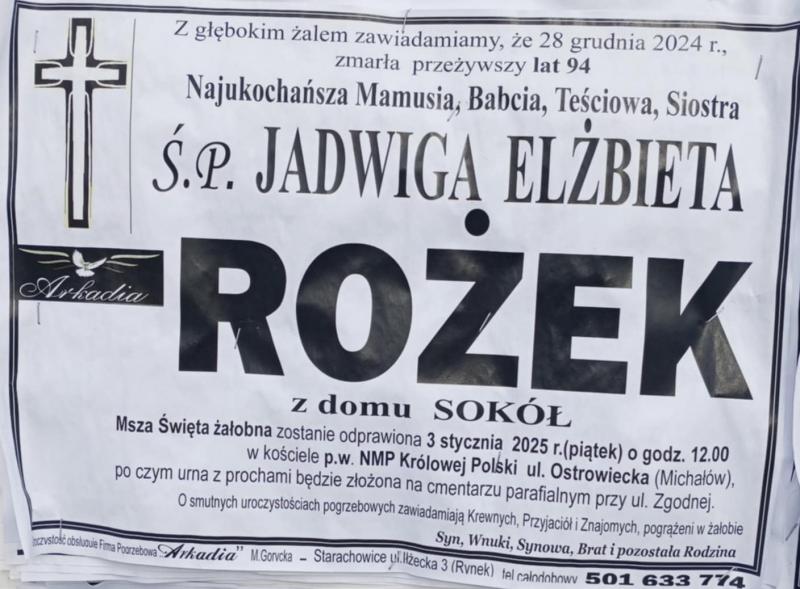 Z głębokim żalem zawiadamiamy, że 28 grudnia 2024 r.,
zmarła przeżywszy lat 94
Najukochańsza Mamusia, Babcia, Teściowa, Siostra
Ś.P. JADWIGA ELŻBIETA
ROŻEK
Arkadia
z domu SOKÓŁ
Msza Święta żałobna zostanie odprawiona 3 stycznia 2025 r.(piątek) o godz. 12.00
w kościele p.w. NMP Królowej Polski ul. Ostrowiecka (Michałów),
po czym urna z prochami będzie złożona na cmentarzu parafialnym przy ul. Zgodnej.
O smutnych uroczystościach pogrzebowych zawiadamiają Krewnych, Przyjaciół i Znajomych, pogrążeni w żałobie
Syn, Wnuki, Synowa, Brat i pozostała Rodzina
obsługuje Firma Pogrzebowa "Arkadia" M.Gorycka - Starachowice ul.Iłżecka 3 (Rynek) tel.całodobowy 501 633 774